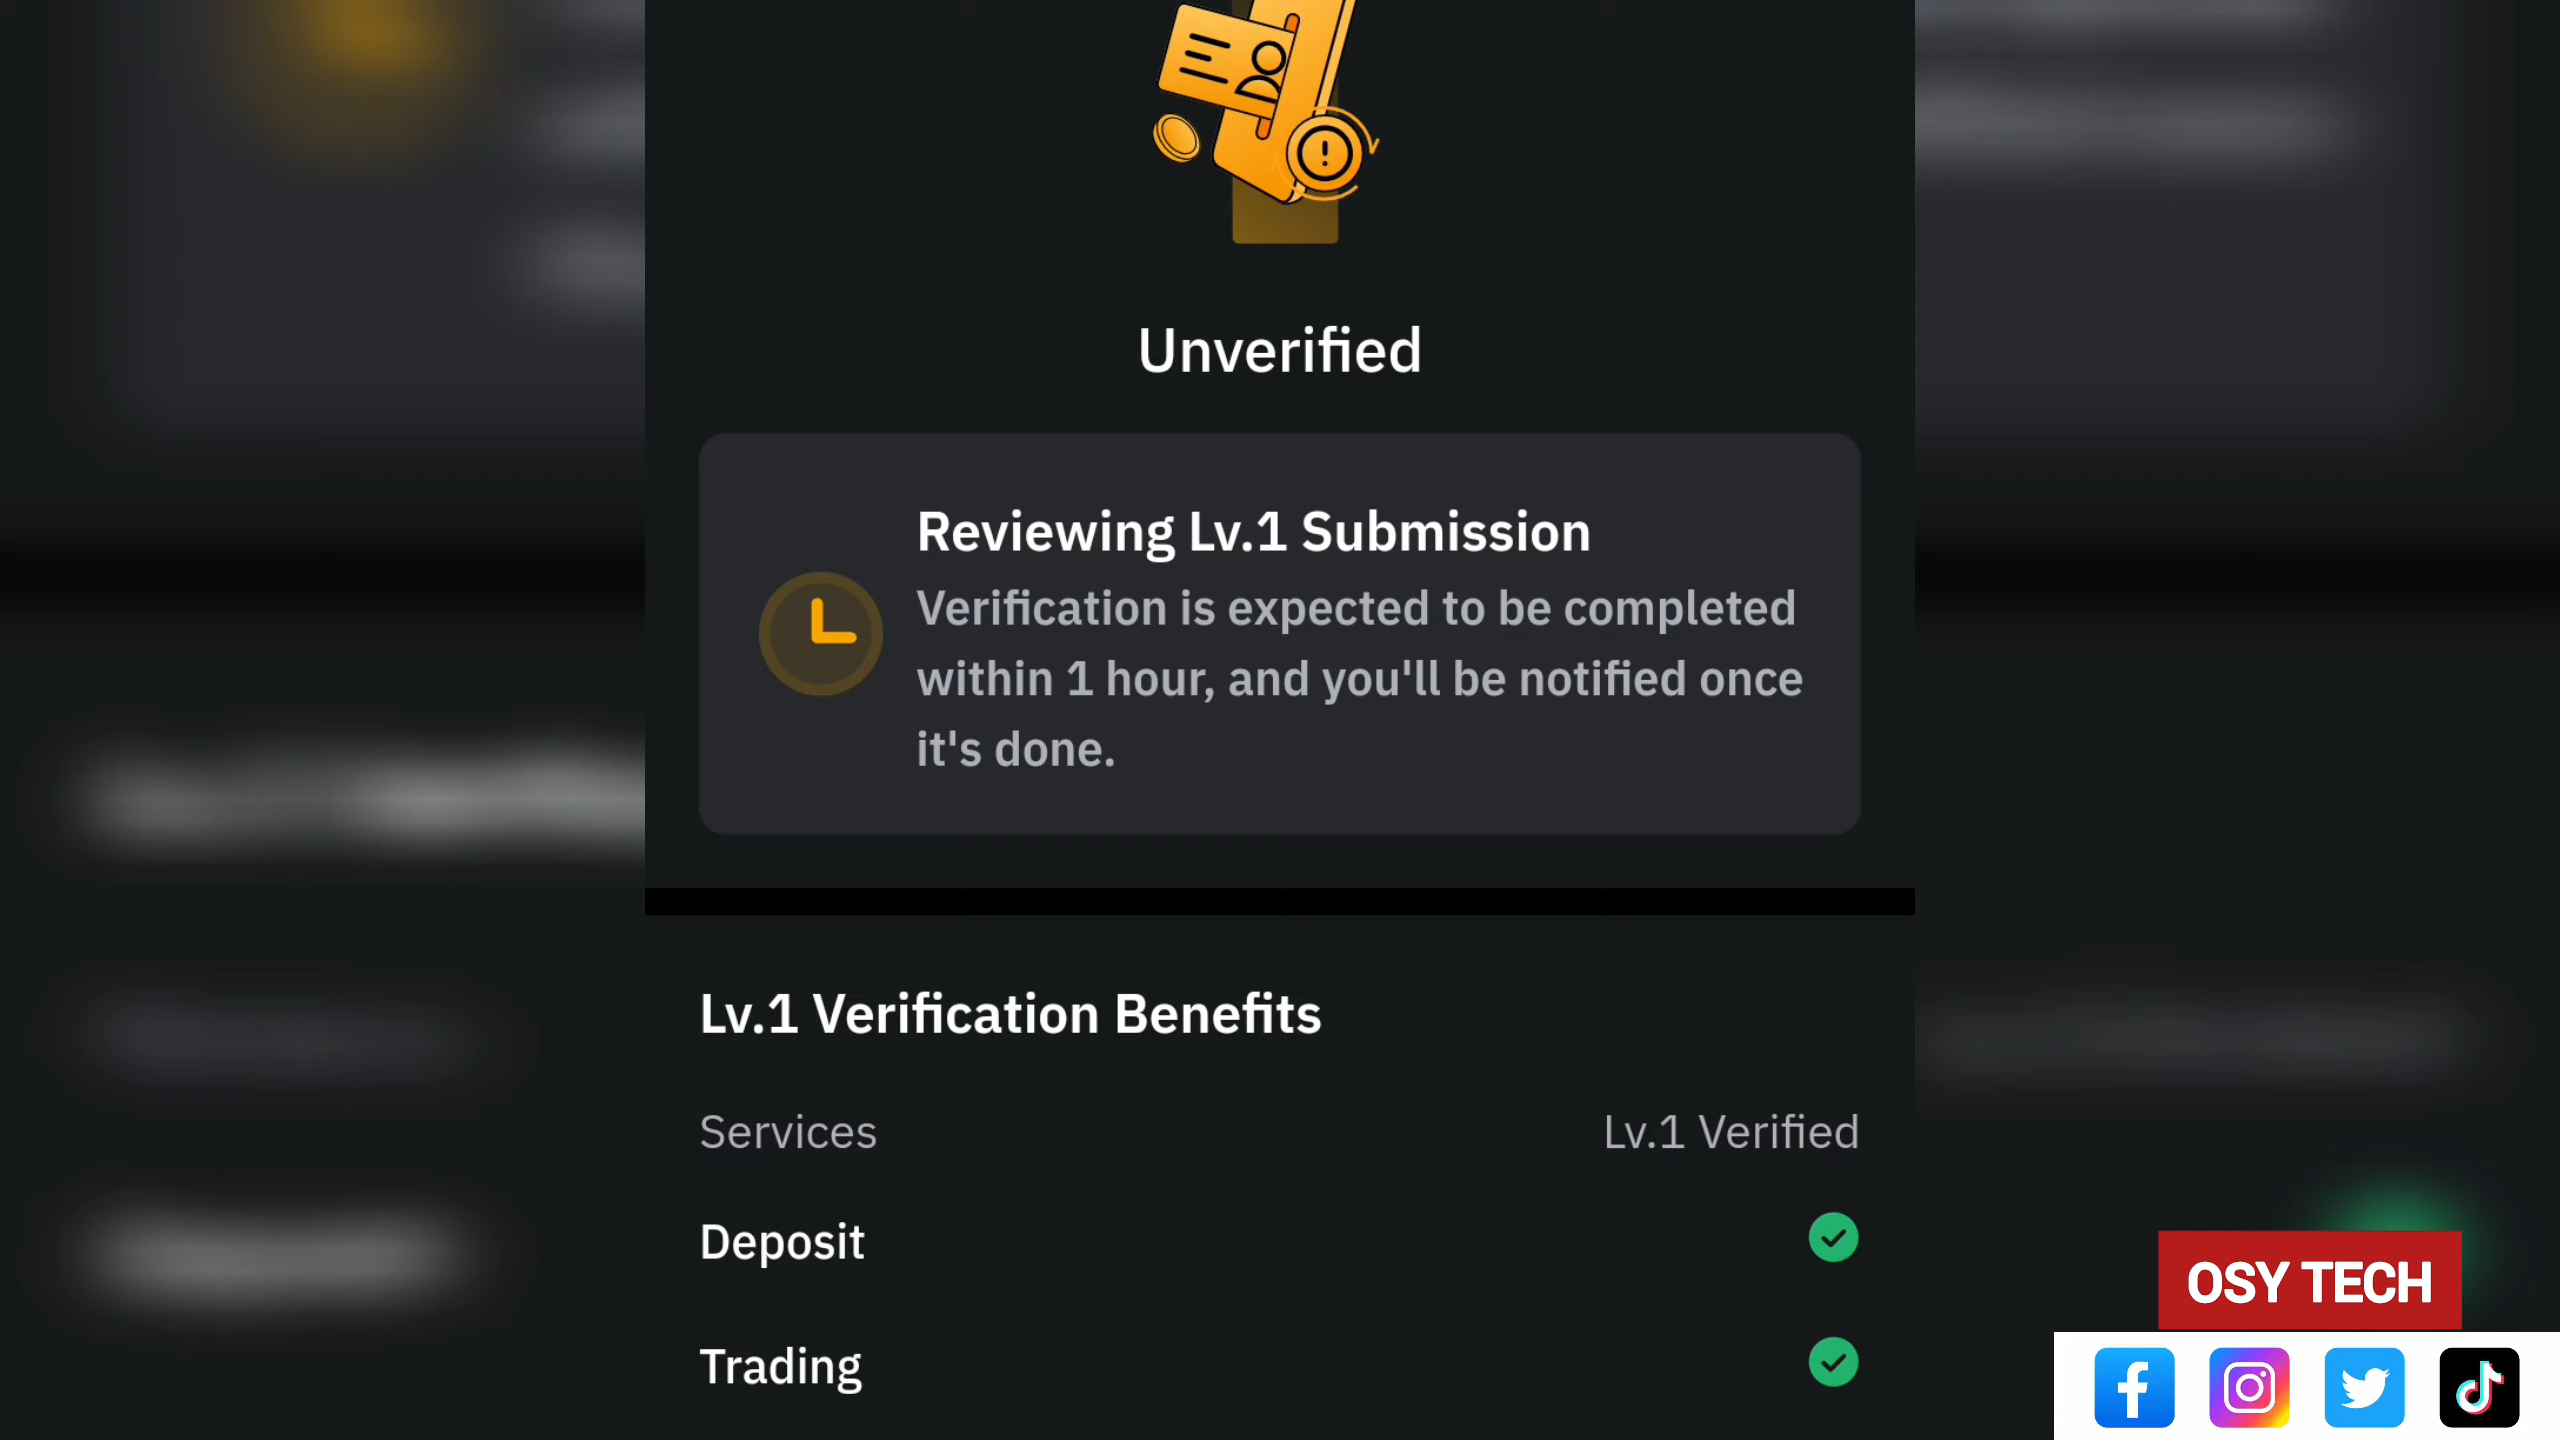 Unverified
Reviewing Lv.1 Submission
Verification is expected to be completed
within 1 hour, and you'll be notified once
it's done.
Lv.1 Verification Benefits
Services Lv.1 Verified
Deposit
Trading
OSY TECH